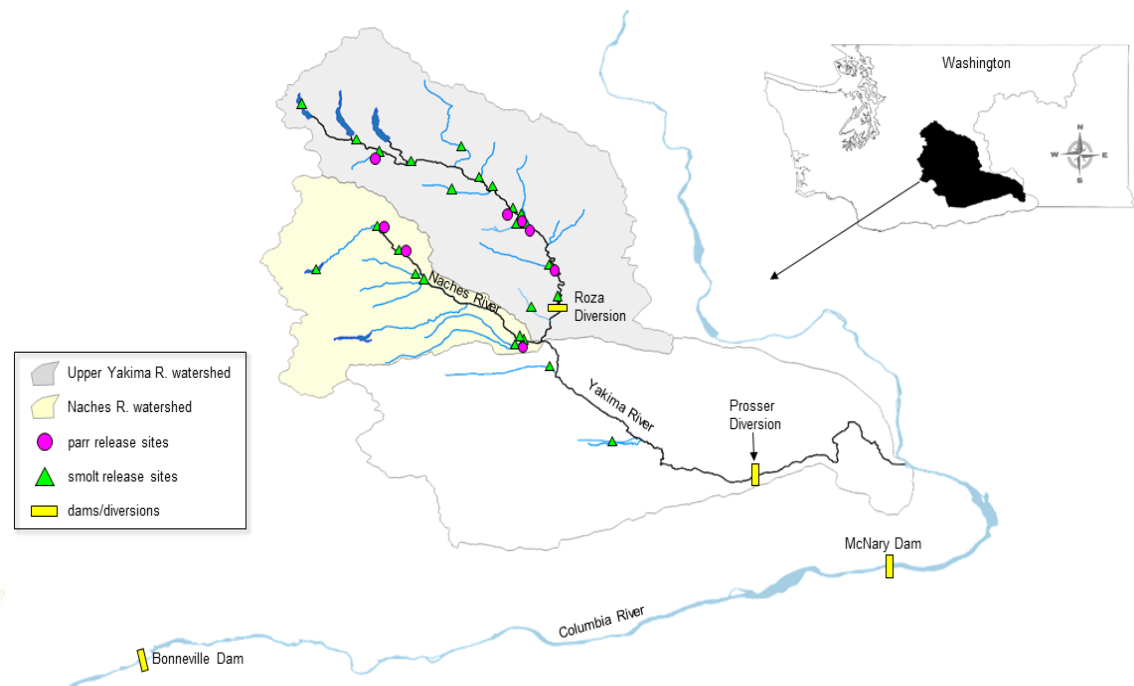 Washington
N
W
E
S
Naches River
Roza
Diversion
Upper Yakima R. watershed
Naches R. watershed
parr release sites
smolt release sites
dams/diversions
Yakima River
Prosser
Diversion
McNary Dam
Columbia River
Bonneville Dam